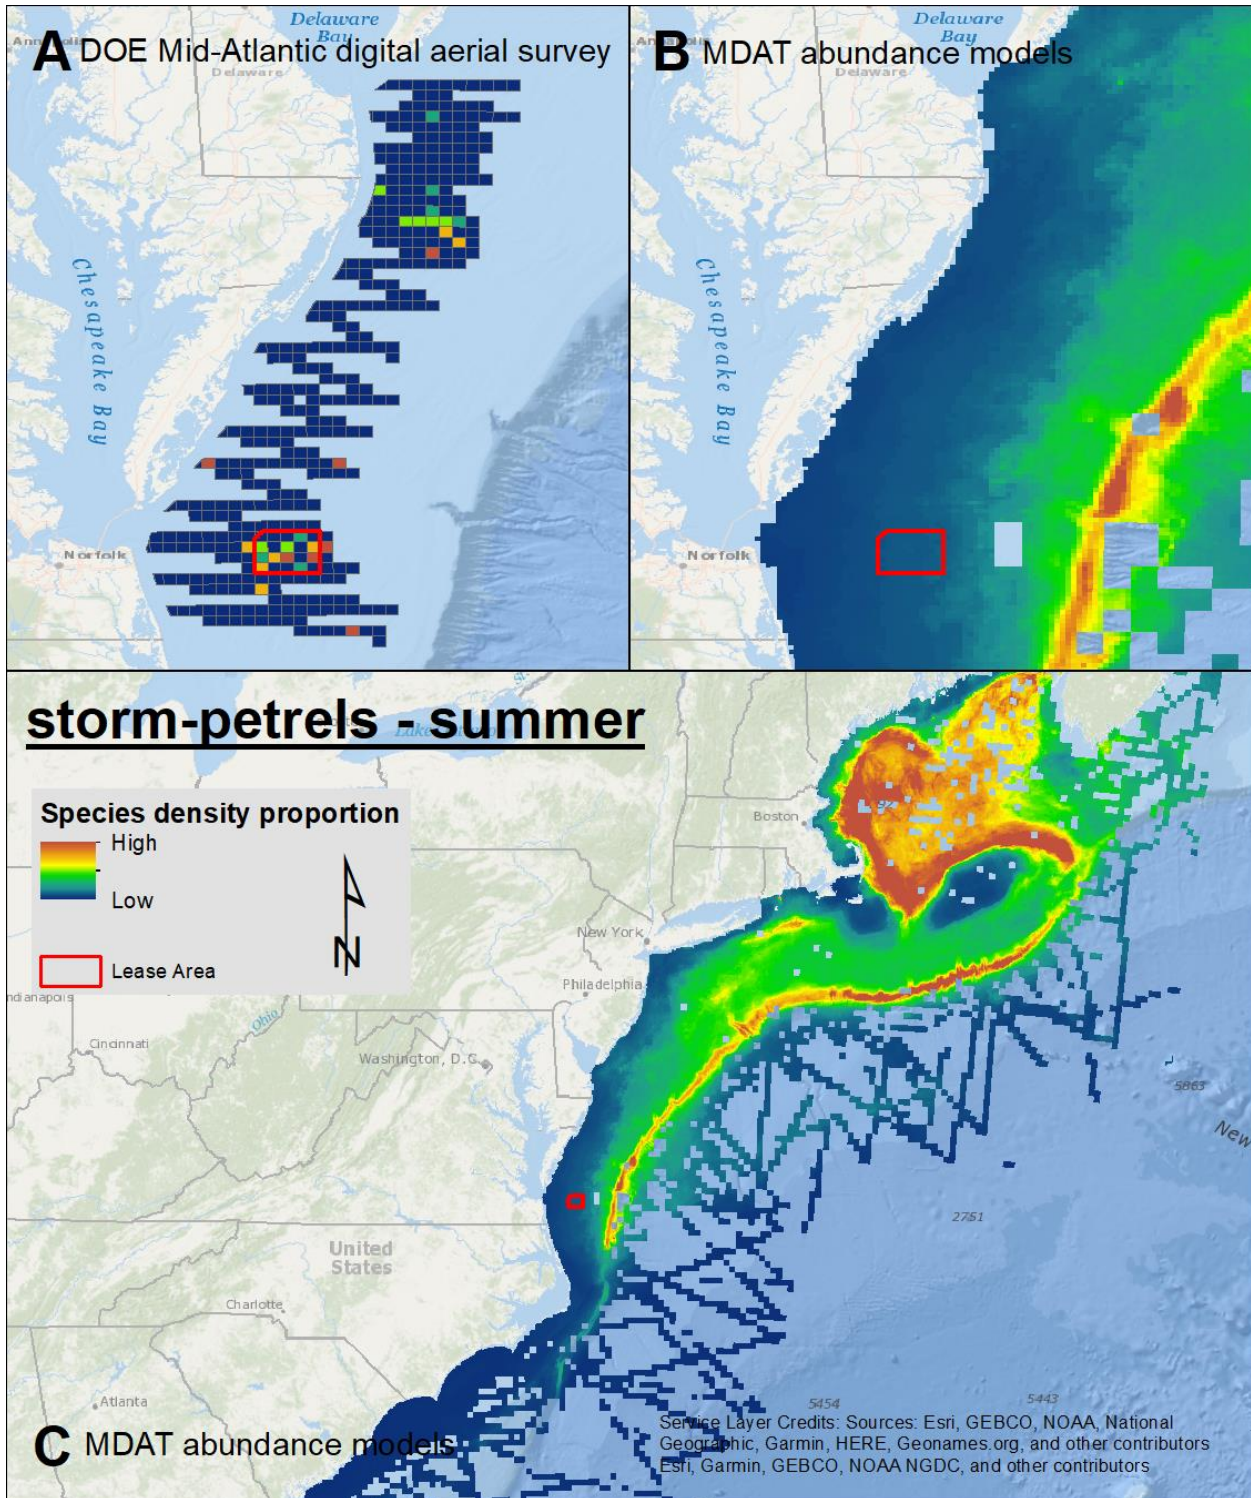 Delaware
Bay
A DOE Mid-Atlantic digital aerial survey
Delaware
Chesapeake Bay
Norfolk
Delaware
Bay
B MDAT abundance models
Delaware
Chesapeake Bay
Norfolk
storm-petrels - summer
Species density proportion
High
Low
N
Lease Area
Boston
New York
Philadelphia
Indianapolis
Ohio
Cincinnati
Washington, D.C.
5863
New
2751
United
States
Charlotte
Atlanta
5454
5443
C MDAT abundance models
Service Layer Credits: Sources: Esri, GEBCO, NOAA, National
Geographic, Garmin, HERE, Geonames.org, and other contributors
Esri, Garmin, GEBCO, NOAA NGDC, and other contributors